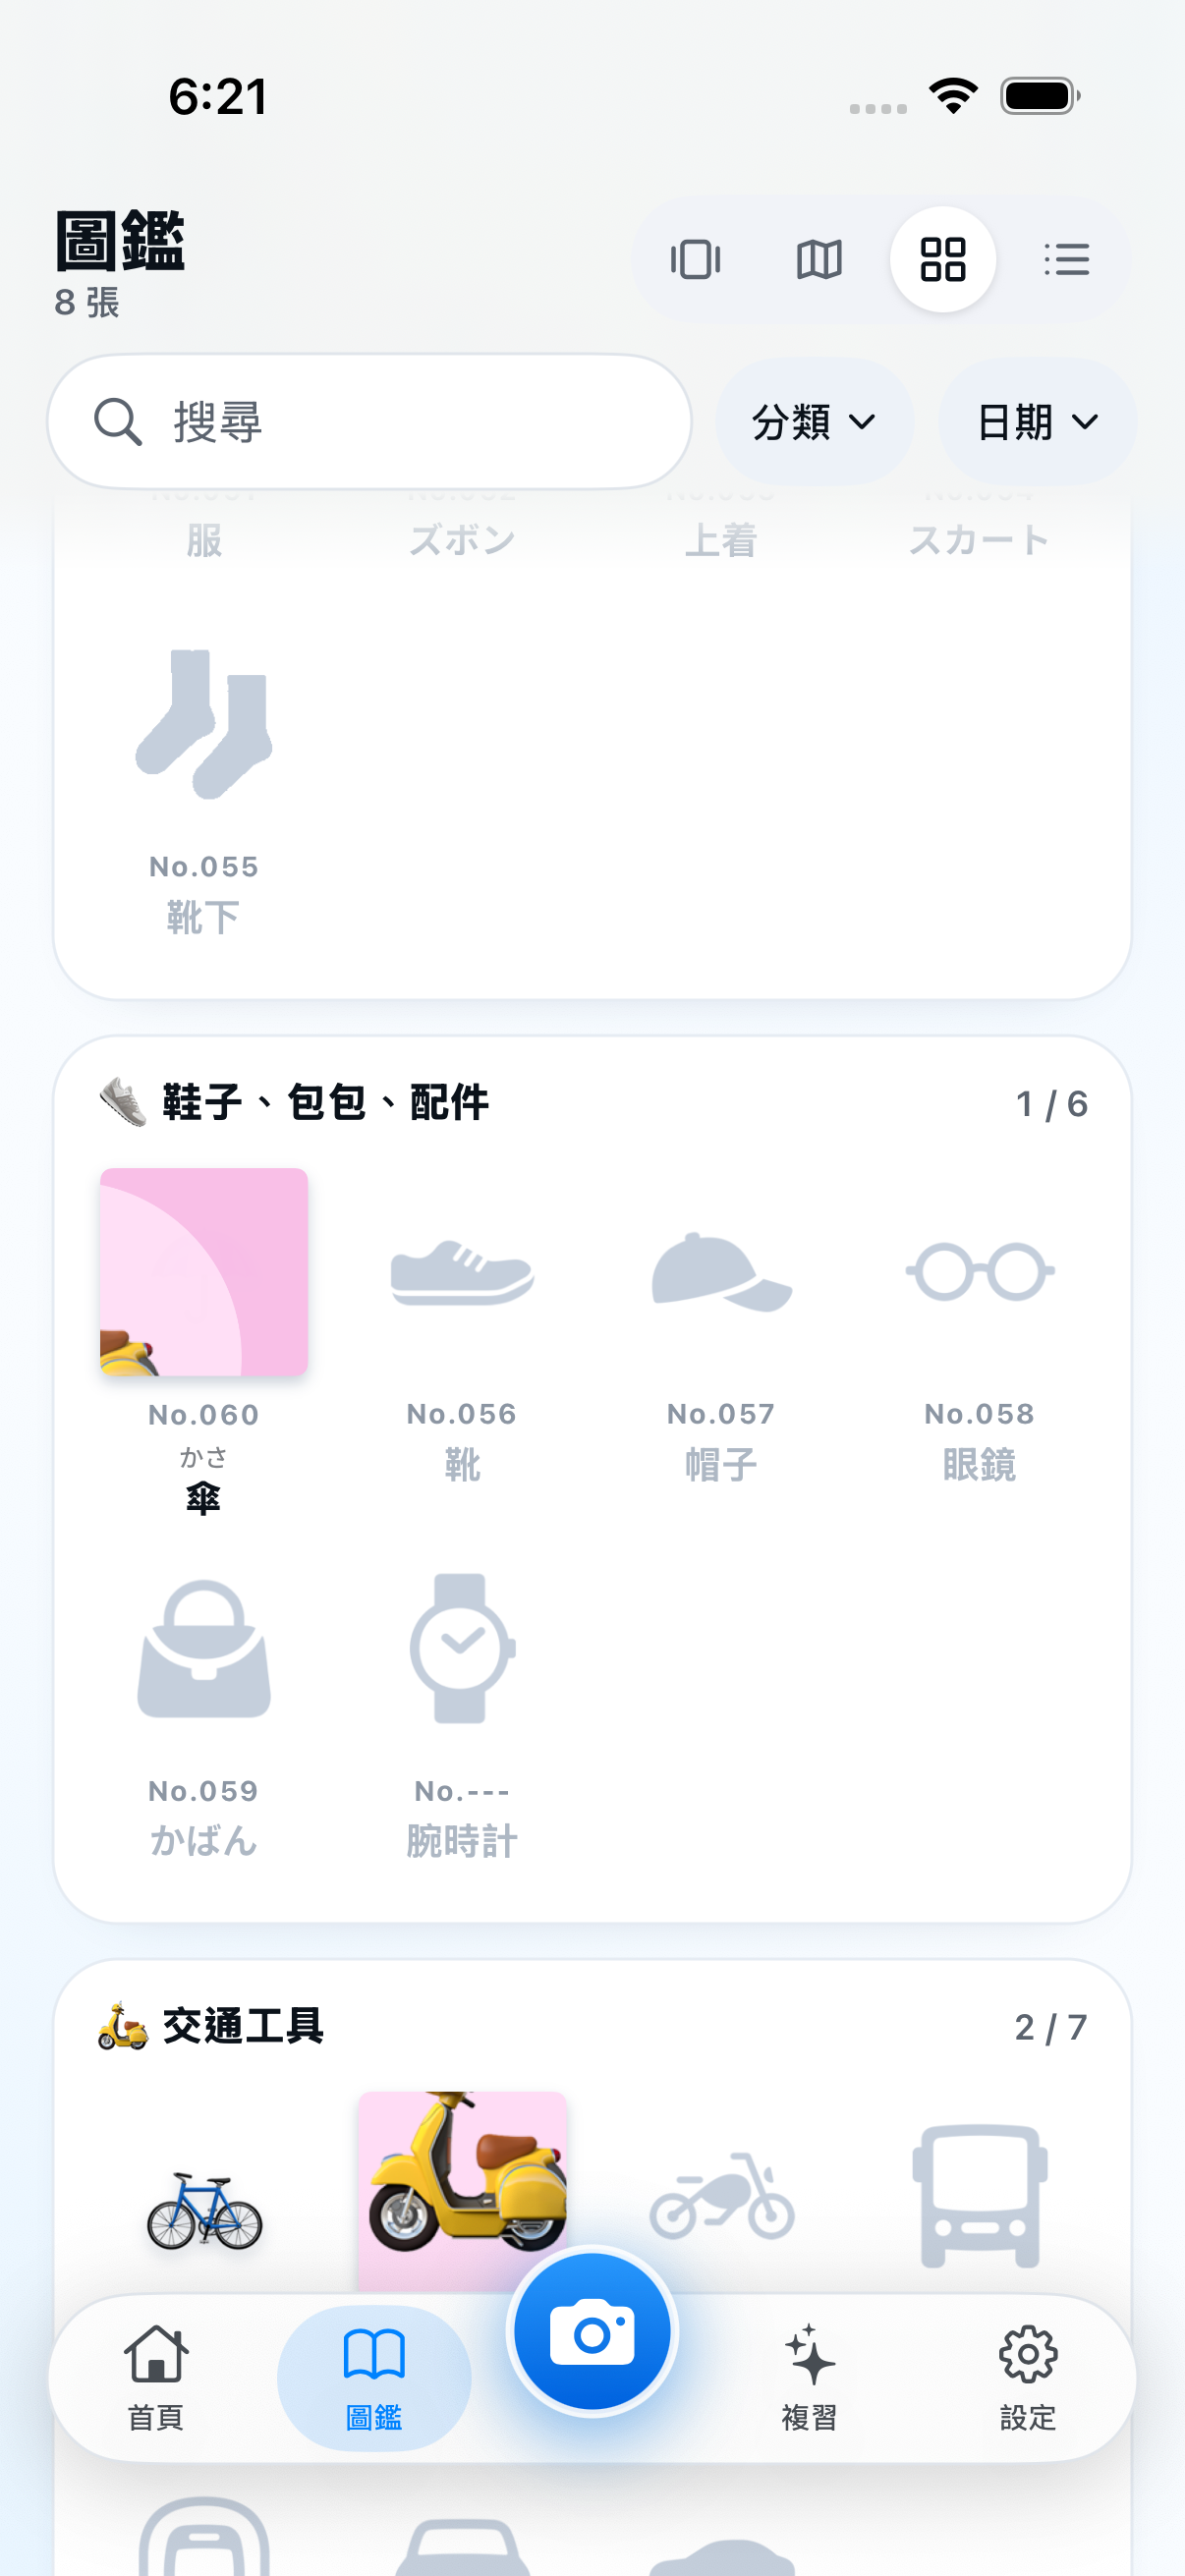 6:21
圖鑑
8 張
搜尋
分類
日期
服 ズボン 上着 スカート
No.055
靴下
鞋子、包包、配件 1 / 6
No.060 No.056 No.057 No.058
かさ
傘 靴 帽子 眼鏡
No.059 No.---
かばん 腕時計
交通工具 2 / 7
首頁 圖鑑 複習 設定